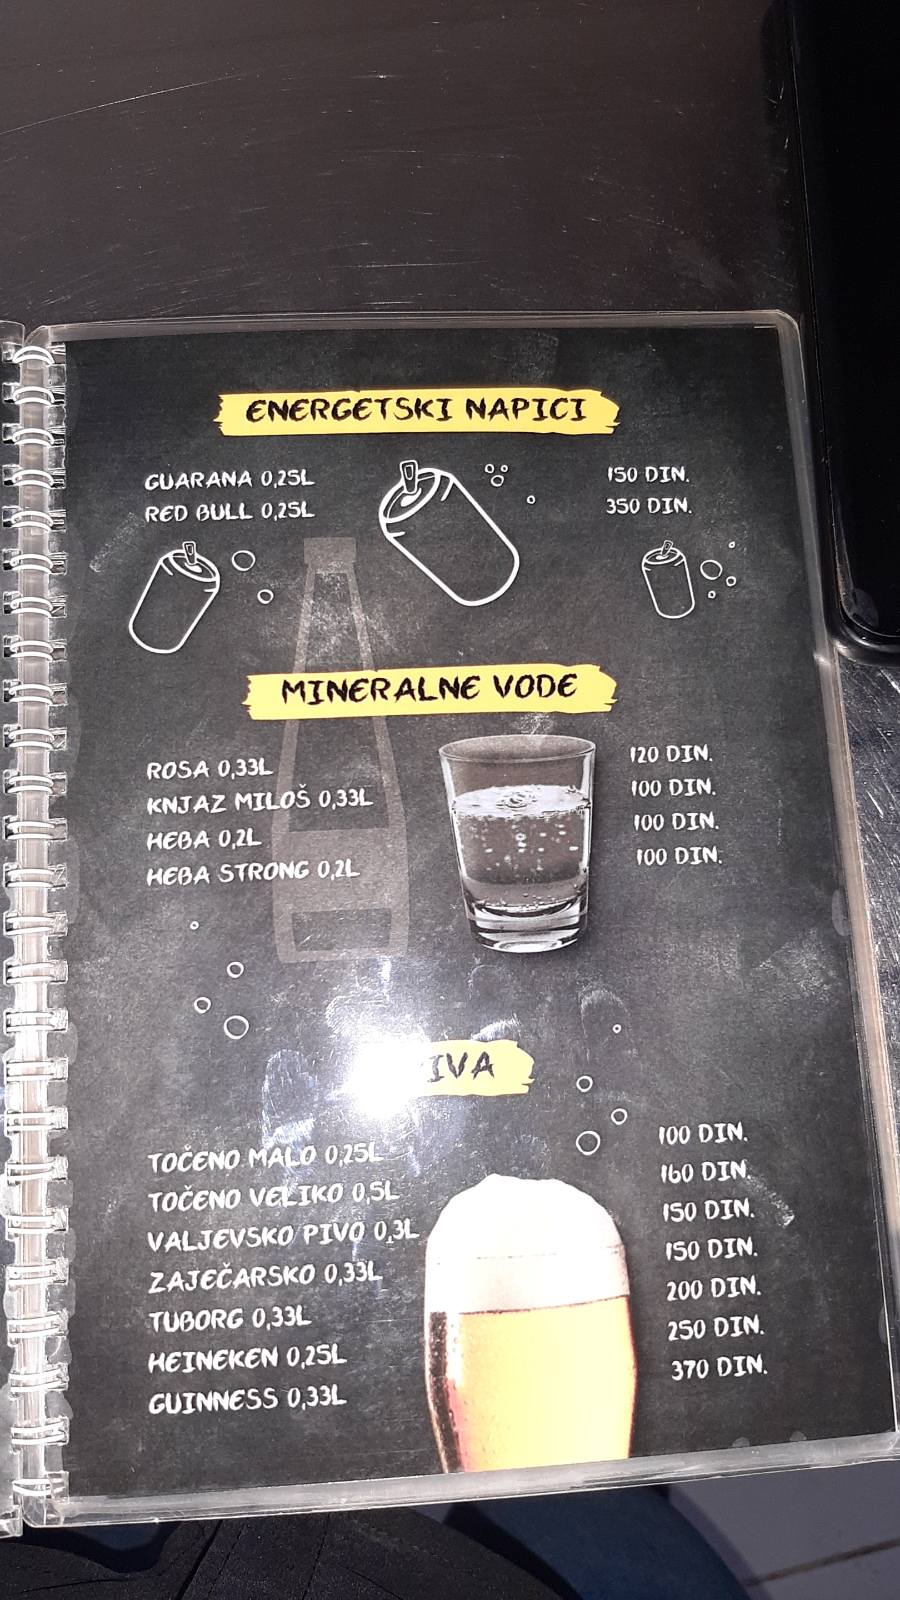 ENERGETSKI NAPICI
GUARANA 0,25L 150 DIN.
RED BULL 0,25L 350 DIN.
MINERALNE VODE
ROSA 0,33L 120 DIN.
KNJAZ MILOŠ 0,33L 100 DIN.
HEBA 0,2L 100 DIN.
HEBA STRONG 0,2L 100 DIN.
TOČENO MALO 0,25L 100 DIN.
TOČENO VELIKO 0,5L 160 DIN.
VALJEVSKO PIVO 0,3L 150 DIN.
ZAJEČARSKO 0,33L 150 DIN.
TUBORG 0,33L 200 DIN.
HEINEKEN 0,25L 250 DIN.
GUINNESS 0,33L 370 DIN.